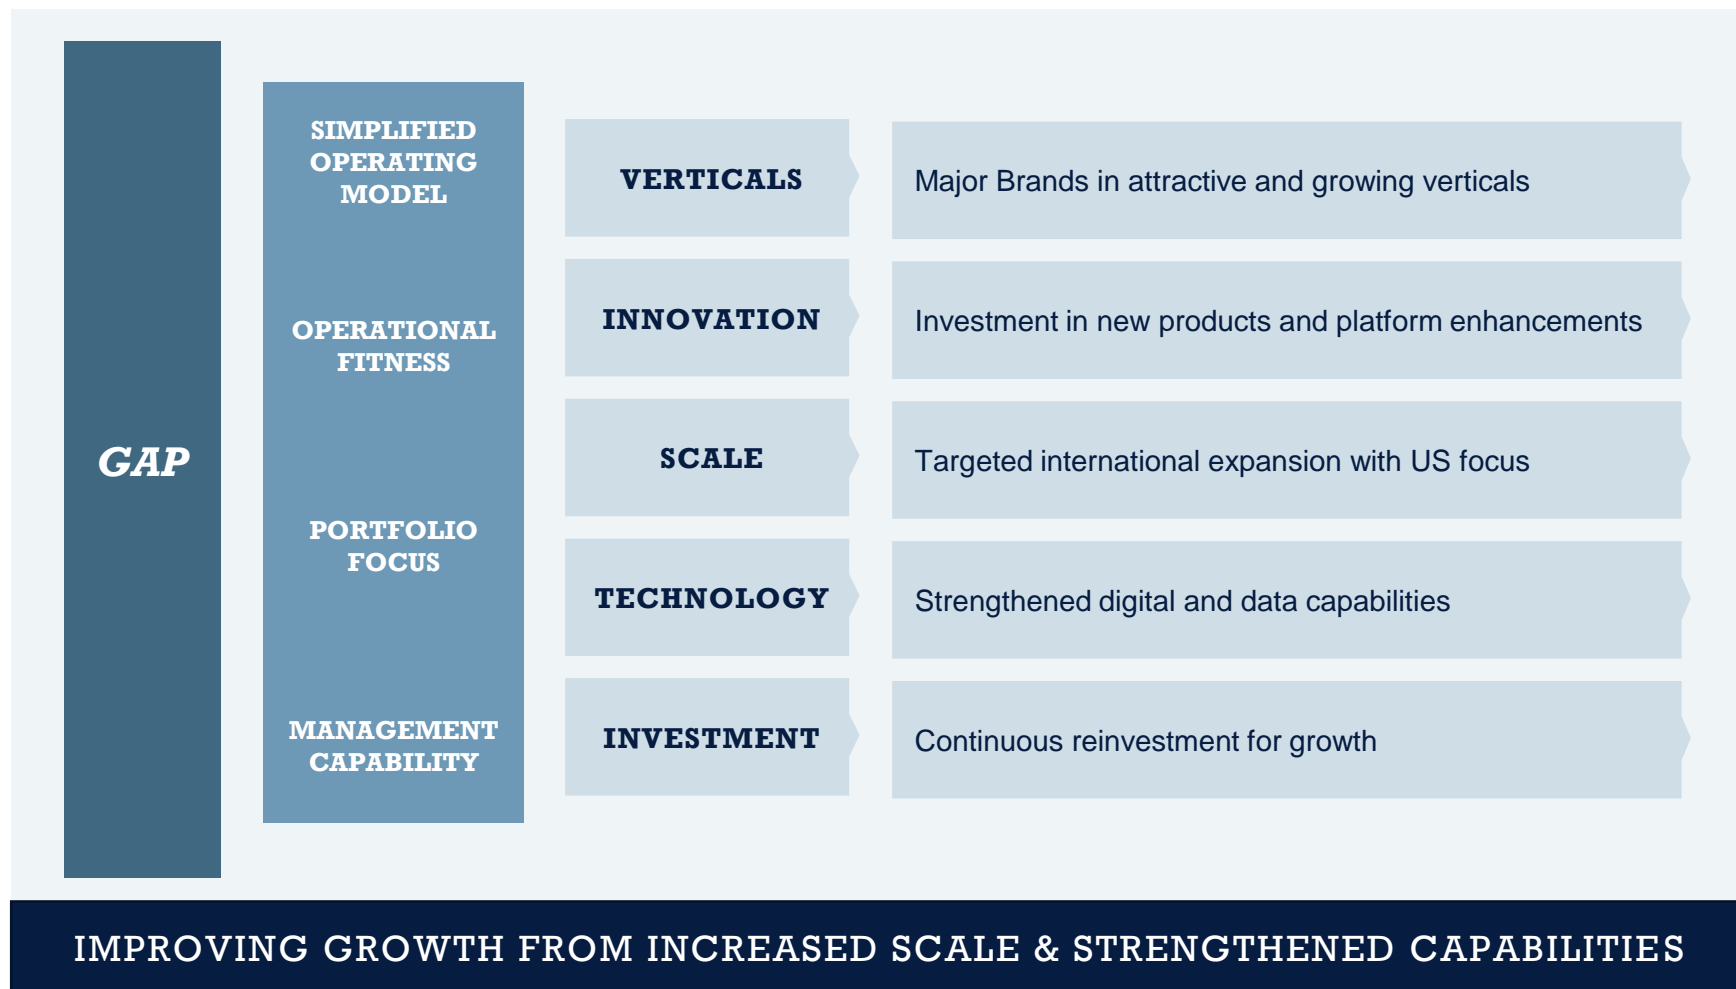 GAP
SIMPLIFIED
OPERATING
MODEL
OPERATIONAL
FITNESS
PORTFOLIO
FOCUS
MANAGEMENT
CAPABILITY
VERTICALS
Major Brands in attractive and growing verticals
INNOVATION
Investment in new products and platform enhancements
SCALE
Targeted international expansion with US focus
TECHNOLOGY
Strengthened digital and data capabilities
INVESTMENT
Continuous reinvestment for growth
IMPROVING GROWTH FROM INCREASED SCALE & STRENGTHENED CAPABILITIES